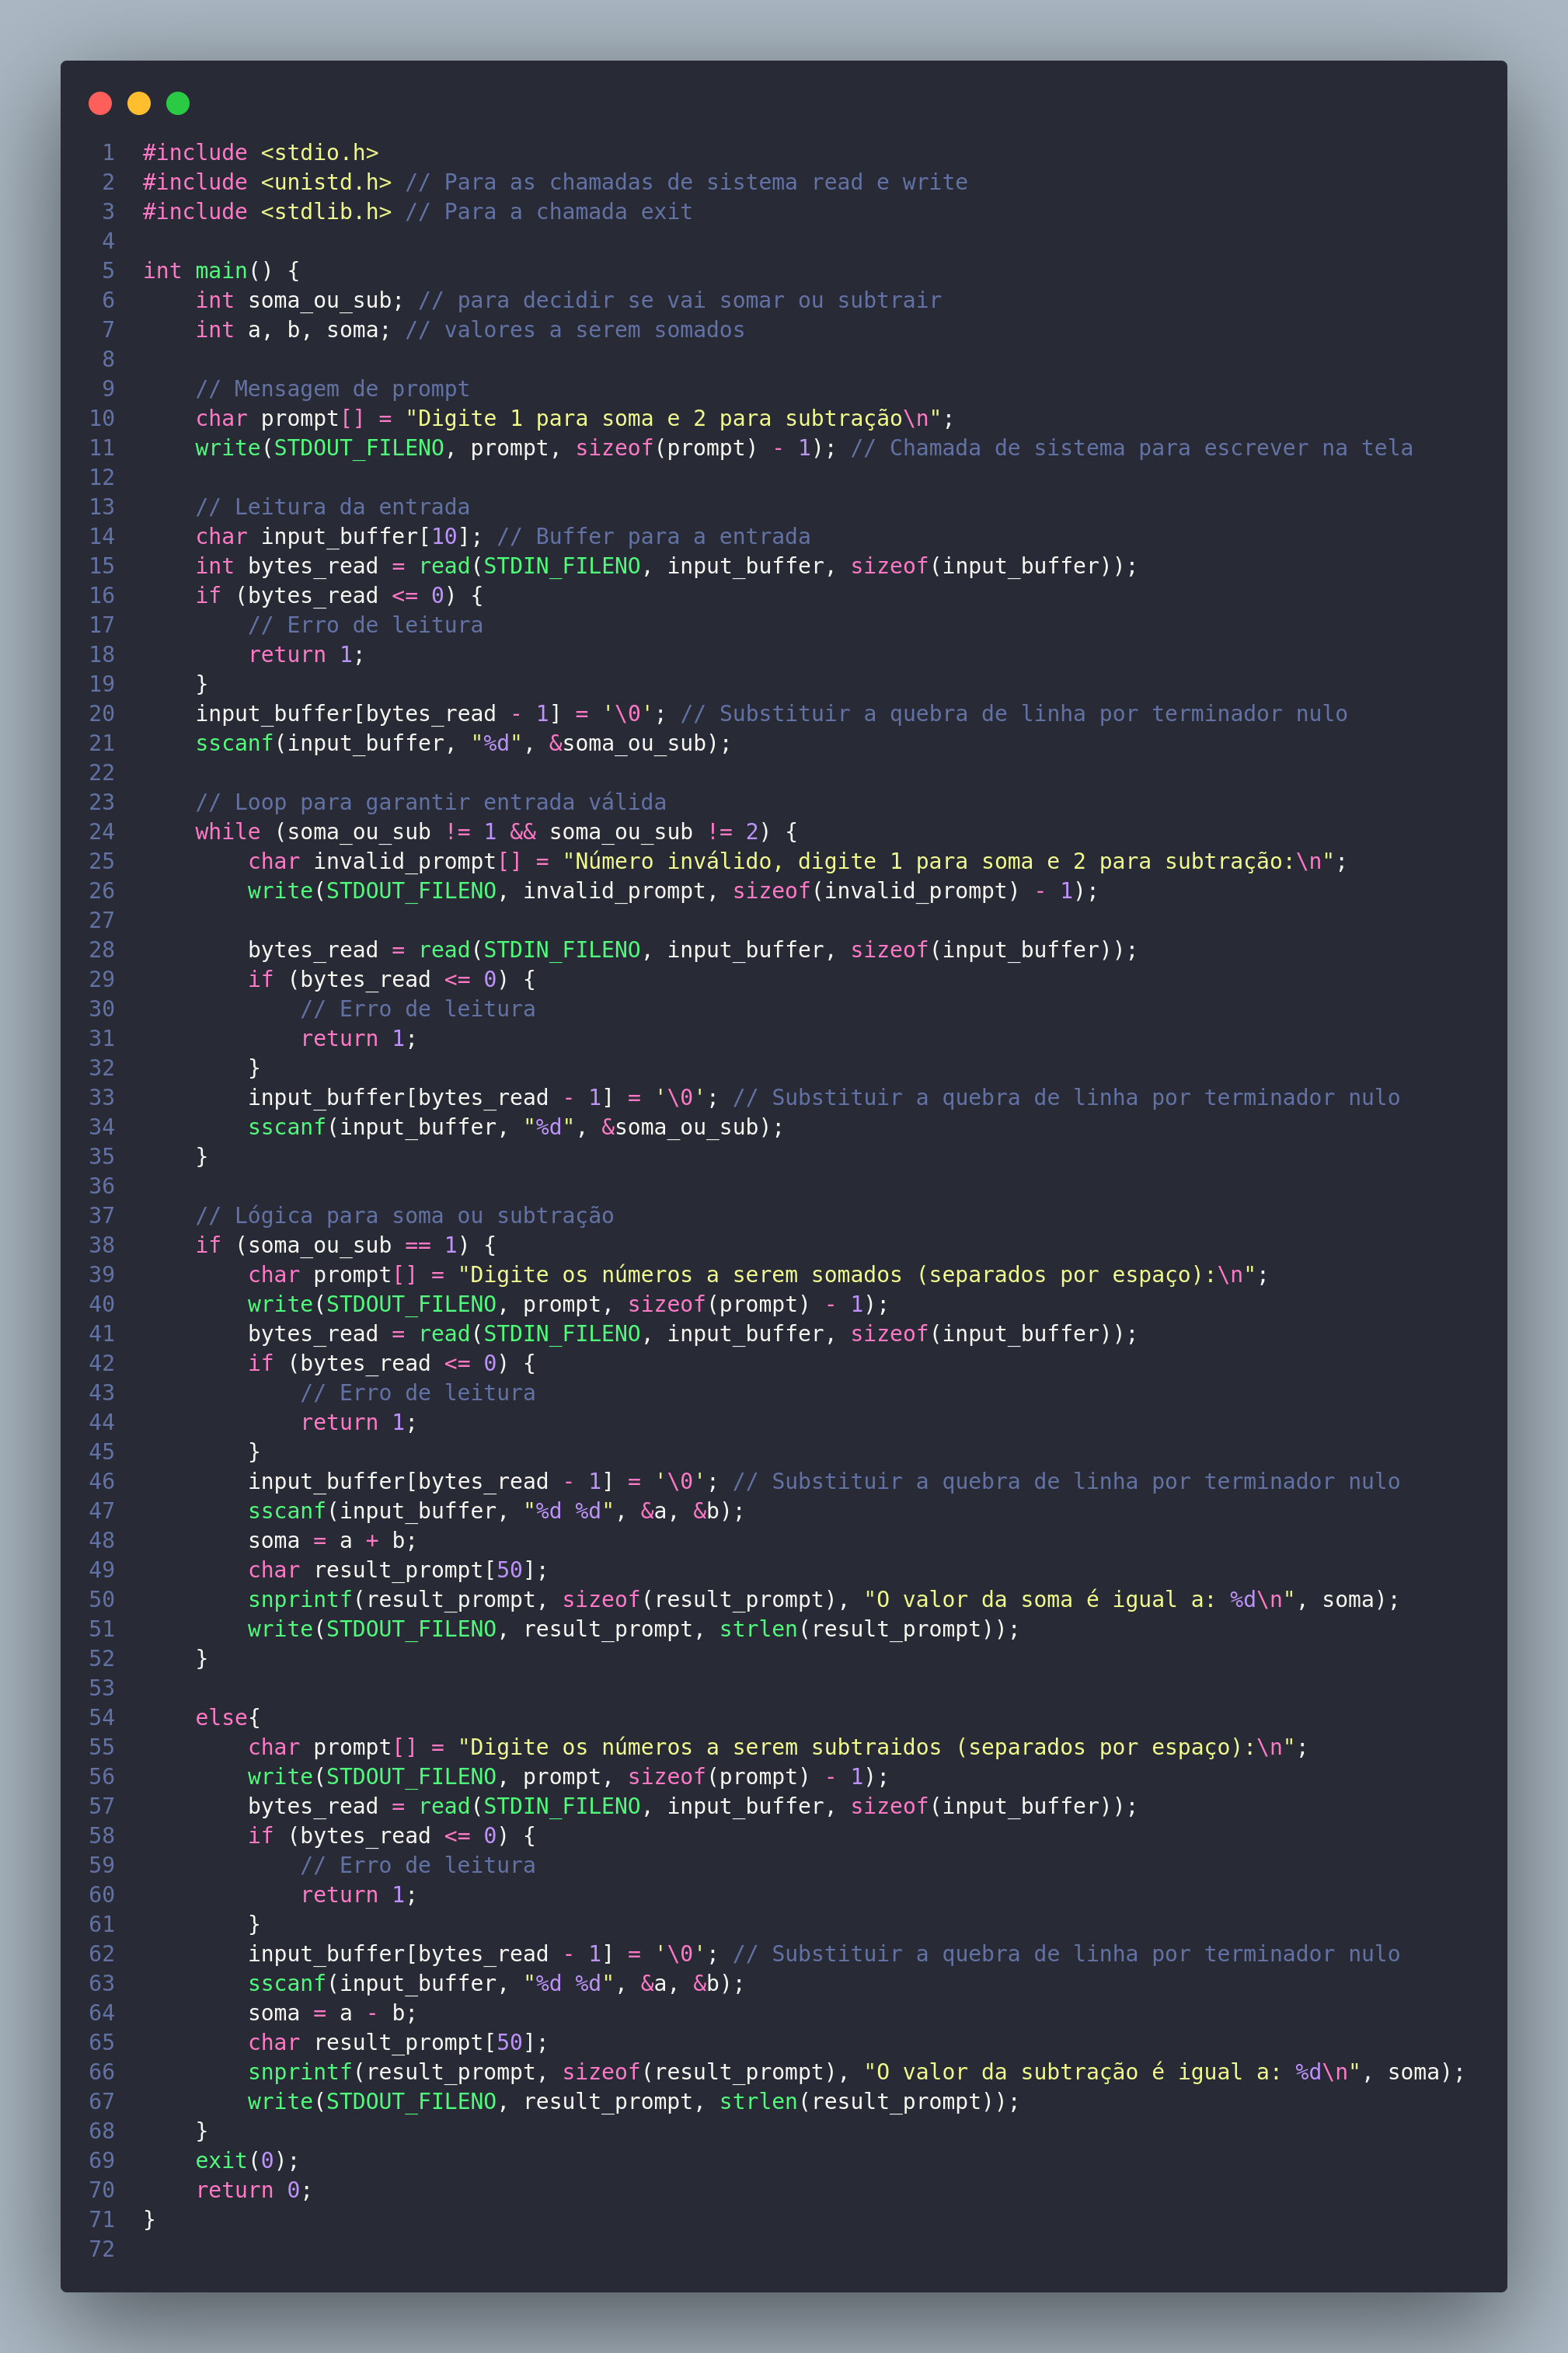 1 #include <stdio.h>
2 #include <unistd.h> // Para as chamadas de sistema read e write
3 #include <stdlib.h> // Para a chamada exit
4
5 int main() {
6     int soma_ou_sub; // para decidir se vai somar ou subtrair
7     int a, b, soma; // valores a serem somados
8
9     // Mensagem de prompt
10     char prompt[] = "Digite 1 para soma e 2 para subtração\n";
11     write(STDOUT_FILENO, prompt, sizeof(prompt) - 1); // Chamada de sistema para escrever na tela
12
13     // Leitura da entrada
14     char input_buffer[10]; // Buffer para a entrada
15     int bytes_read = read(STDIN_FILENO, input_buffer, sizeof(input_buffer));
16     if (bytes_read <= 0) {
17         // Erro de leitura
18         return 1;
19     }
20     input_buffer[bytes_read - 1] = '\0'; // Substituir a quebra de linha por terminador nulo
21     sscanf(input_buffer, "%d", &soma_ou_sub);
22
23     // Loop para garantir entrada válida
24     while (soma_ou_sub != 1 && soma_ou_sub != 2) {
25         char invalid_prompt[] = "Número inválido, digite 1 para soma e 2 para subtração:\n";
26         write(STDOUT_FILENO, invalid_prompt, sizeof(invalid_prompt) - 1);
27
28         bytes_read = read(STDIN_FILENO, input_buffer, sizeof(input_buffer));
29         if (bytes_read <= 0) {
30             // Erro de leitura
31             return 1;
32         }
33         input_buffer[bytes_read - 1] = '\0'; // Substituir a quebra de linha por terminador nulo
34         sscanf(input_buffer, "%d", &soma_ou_sub);
35     }
36
37     // Lógica para soma ou subtração
38     if (soma_ou_sub == 1) {
39         char prompt[] = "Digite os números a serem somados (separados por espaço):\n";
40         write(STDOUT_FILENO, prompt, sizeof(prompt) - 1);
41         bytes_read = read(STDIN_FILENO, input_buffer, sizeof(input_buffer));
42         if (bytes_read <= 0) {
43             // Erro de leitura
44             return 1;
45         }
46         input_buffer[bytes_read - 1] = '\0'; // Substituir a quebra de linha por terminador nulo
47         sscanf(input_buffer, "%d %d", &a, &b);
48         soma = a + b;
49         char result_prompt[50];
50         snprintf(result_prompt, sizeof(result_prompt), "O valor da soma é igual a: %d\n", soma);
51         write(STDOUT_FILENO, result_prompt, strlen(result_prompt));
52     }
53
54     else{
55         char prompt[] = "Digite os números a serem subtraidos (separados por espaço):\n";
56         write(STDOUT_FILENO, prompt, sizeof(prompt) - 1);
57         bytes_read = read(STDIN_FILENO, input_buffer, sizeof(input_buffer));
58         if (bytes_read <= 0) {
59             // Erro de leitura
60             return 1;
61         }
62         input_buffer[bytes_read - 1] = '\0'; // Substituir a quebra de linha por terminador nulo
63         sscanf(input_buffer, "%d %d", &a, &b);
64         soma = a - b;
65         char result_prompt[50];
66         snprintf(result_prompt, sizeof(result_prompt), "O valor da subtração é igual a: %d\n", soma);
67         write(STDOUT_FILENO, result_prompt, strlen(result_prompt));
68     }
69     exit(0);
70     return 0;
71 }
72